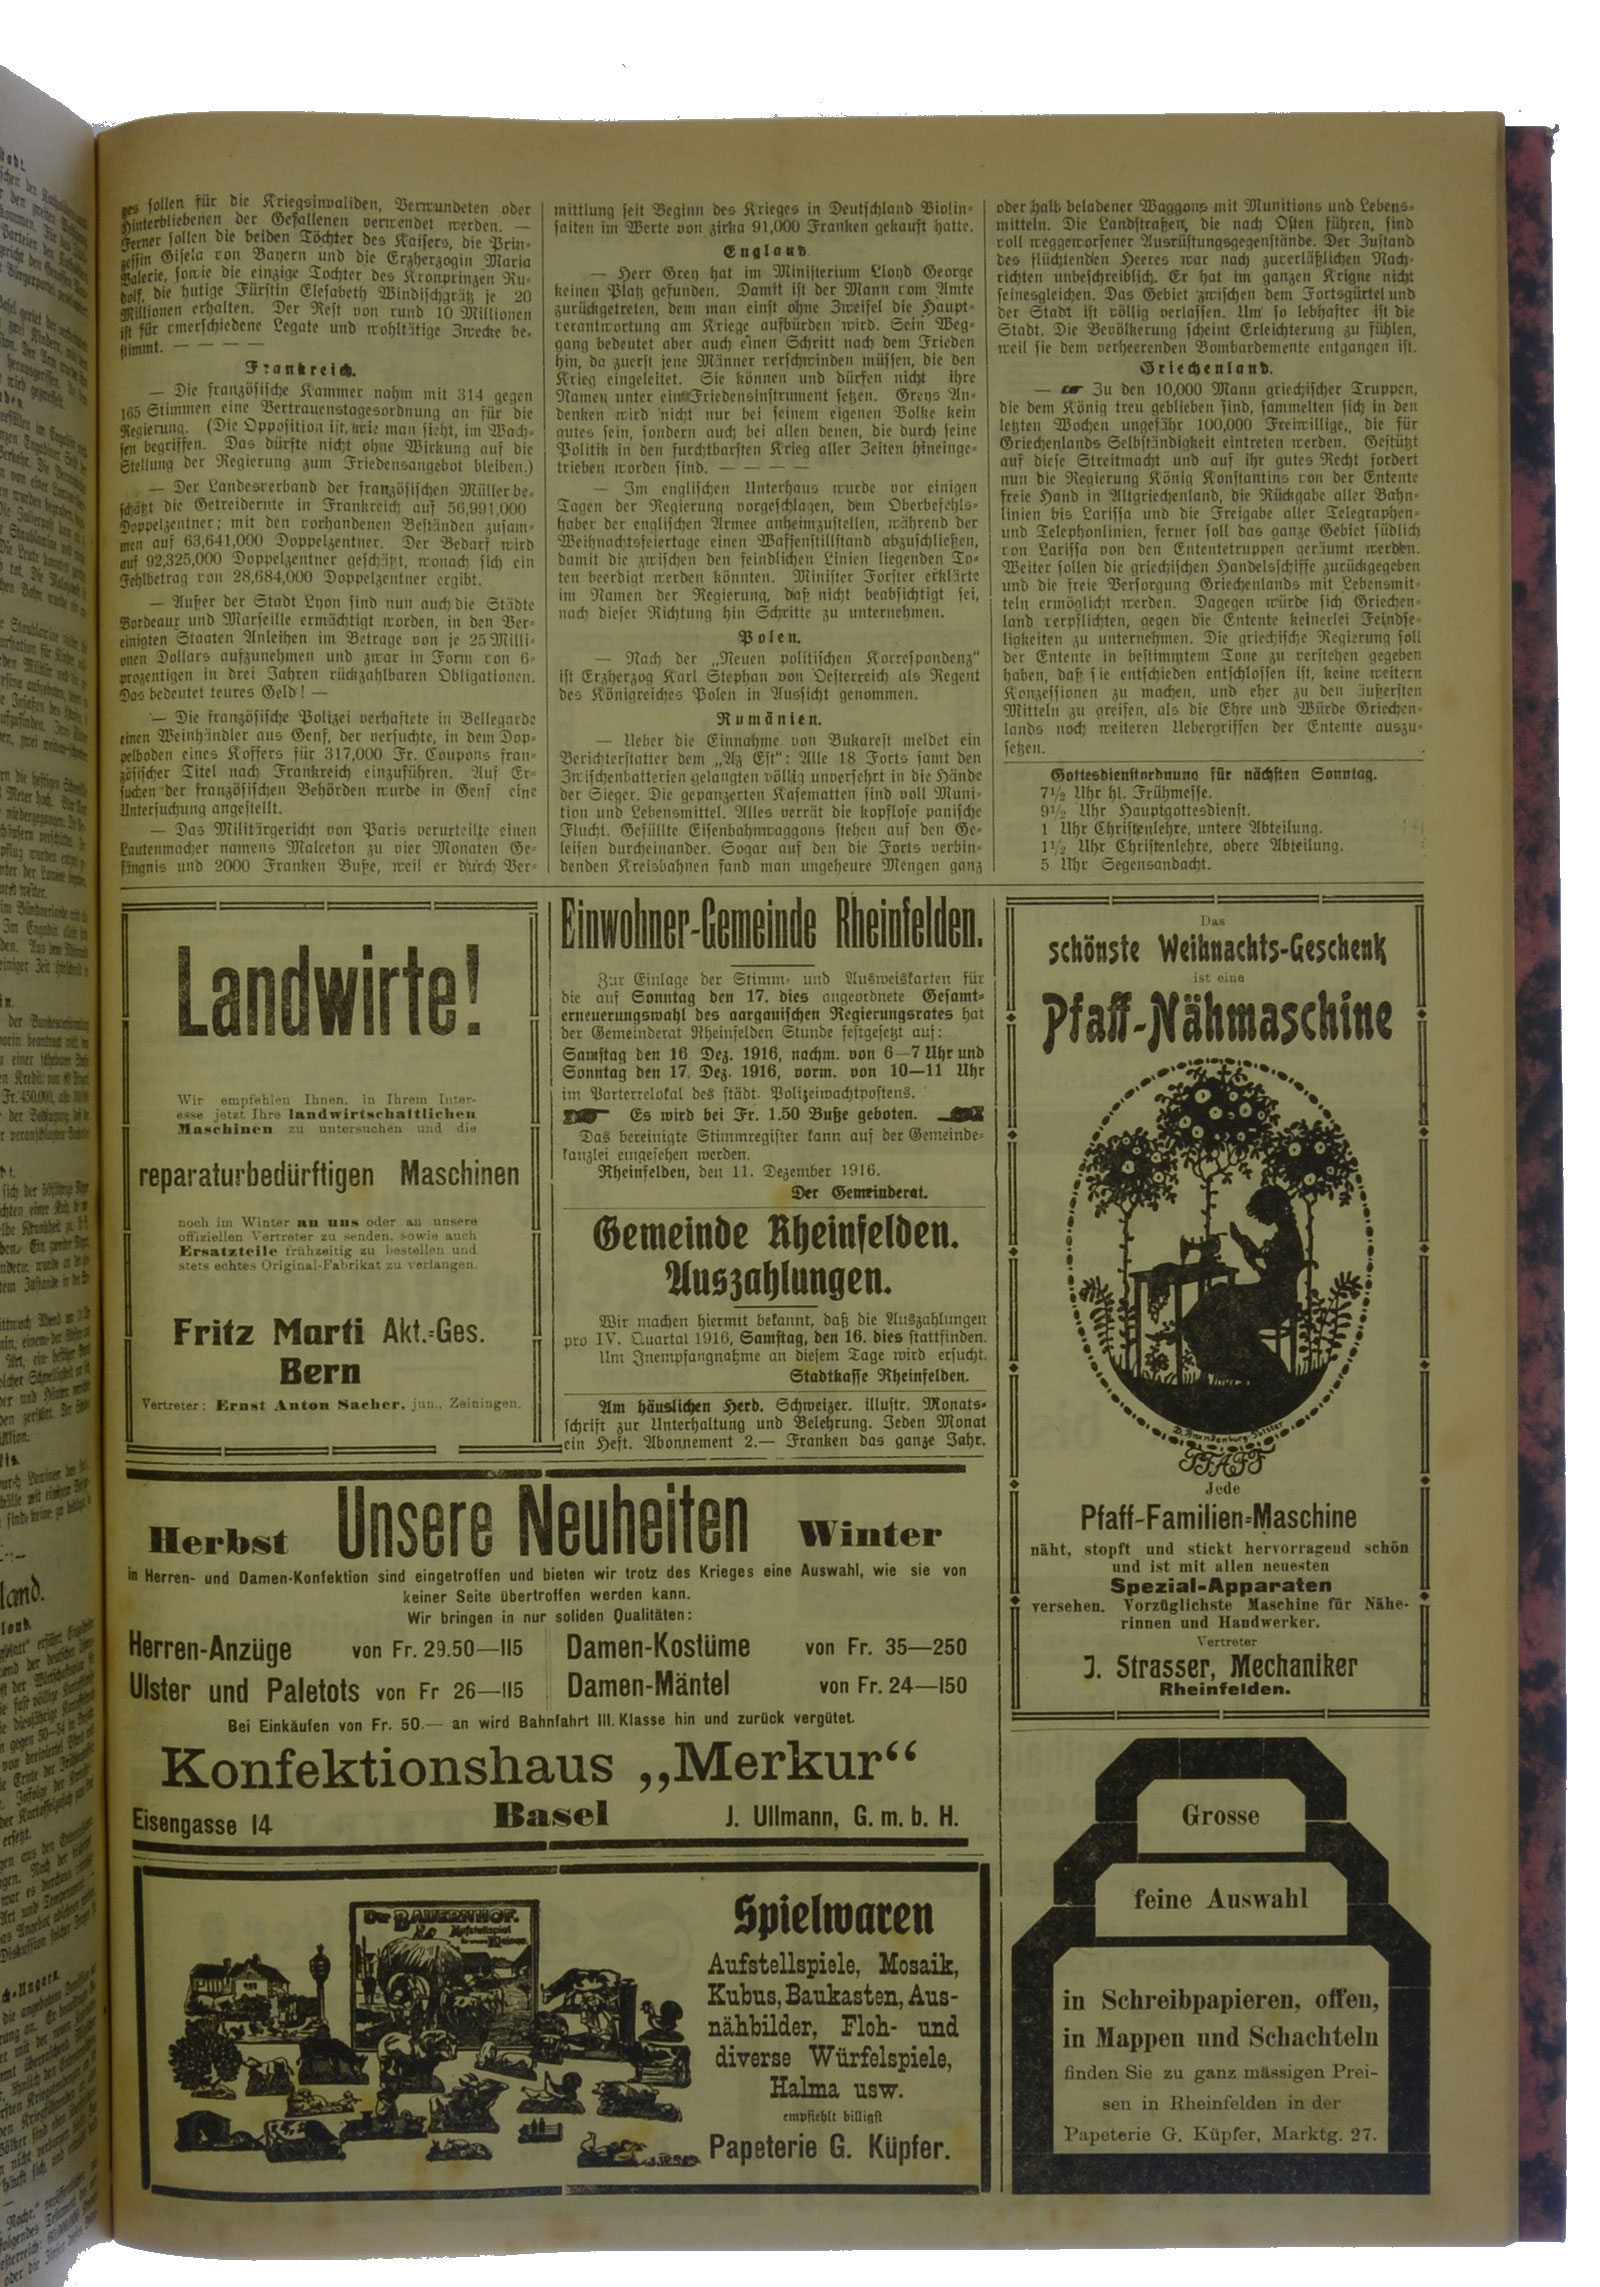 ges sollen für die Kriegsinvaliden, Verwundeten oder
Hinterbliebenen der Gefallenen verwendet werden. —
Ferner sollen die beiden Töchter des Kaisers, die Prin-
zessin Gisela von Bayern und die Erzherzogin Maria
Valerie, sowie die einzige Tochter des Kronprinzen Ru-
dolf, die hutige Fürstin Elesabeth Windischgrätz je 20
Millionen erhalten. Der Rest von rund 10 Millionen
ist für rmerschiedene Legate und wohltätige Zwecke be-
stimmt. — — — —
Frankreich.
— Die französische Kammer nahm mit 314 gegen
165 Stimmen eine Vertrauenstagesordnung an für die
Regierung. (Die Opposition ist, wie man sieht, im Wach-
sen begriffen. Das dürfte nicht ohne Wirkung auf die
Stellung der Regierung zum Friedensangebot bleiben.)
— Der Landesverband der französischen Müller be-
schätzt die Getreidernte in Frankreich auf 56,991,000
Doppelzentner; mit den vorhandenen Beständen zusam-
men auf 63,641,000 Doppelzentner. Der Bedarf wird
auf 92,325,000 Doppelzentner geschätzt, wonach sich ein
Fehlbetrag von 28,684,000 Doppelzentner ergibt.
— Außer der Stadt Lyon sind nun auch die Städte
Bordeaux und Marseille ermächtigt worden, in den Ver-
einigten Staaten Anleihen im Betrage von je 25 Milli-
onen Dollars aufzunehmen und zwar in Form von 6-
prozentigen in drei Jahren rückzahlbaren Obligationen.
Das bedeutet teures Geld! —
— Die französische Polizei verhaftete in Bellegarde
einen Weinhändler aus Genf, der versuchte, in dem Dop-
pelboden eines Koffers für 317,000 Fr. Coupons fran-
zösischer Titel nach Frankreich einzuführen. Auf Er-
suchen der französischen Behörden wurde in Genf eine
Untersuchung angestellt.
— Das Militärgericht von Paris verurteilte einen
Lautenmacher namens Malceton zu vier Monaten Ge-
fängnis und 2000 Franken Buße, weil er durch Ver-
mittlung seit Beginn des Krieges in Deutschland Violin-
saiten im Werte von zirka 91,000 Franken gekauft hatte.
England.
— Herr Grey hat im Ministerium Lloyd George
keinen Platz gefunden. Damit ist der Mann vom Amte
zurückgetreten, dem man einst ohne Zweifel die Haupt-
verantwortung am Kriege aufbürden wird. Sein Weg-
gang bedeutet aber auch einen Schritt nach dem Frieden
hin, da zuerst jene Männer verschwinden müssen, die den
Krieg eingeleitet. Sie können und dürfen nicht ihre
Namen unter ein Friedensinstrument setzen. Greys An-
denken wird nicht nur bei seinem eigenen Volke kein
gutes sein, sondern auch bei allen denen, die durch seine
Politik in den furchtbarsten Krieg aller Zeiten hineinge-
trieben worden sind. — — — —
— Im englischen Unterhaus wurde vor einigen
Tagen der Regierung vorgeschlagen, dem Oberbefehls-
haber der englischen Armee anheimzustellen, während der
Weihnachtsfeiertage einen Waffenstillstand abzuschließen,
damit die zwischen den feindlichen Linien liegenden To-
ten beerdigt werden könnten. Minister Forster erklärte
im Namen der Regierung, daß nicht beabsichtigt sei,
nach dieser Richtung hin Schritte zu unternehmen.
Polen.
— Nach der „Neuen politischen Korrespondenz“
ist Erzherzog Karl Stephan von Oesterreich als Regent
des Königreiches Polen in Aussicht genommen.
Rumänien.
— Ueber die Einnahme von Bukarest meldet ein
Berichterstatter dem „Az Est“: Alle 18 Forts samt den
Zwischenbatterien gelangten völlig unversehrt in die Hände
der Sieger. Die gepanzerten Kasematten sind voll Muni-
tion und Lebensmittel. Alles verrät die kopflose panische
Flucht. Gefüllte Eisenbahnwaggons stehen auf den Ge-
leisen durcheinander. Sogar auf den die Forts verbin-
denden Kreisbahnen fand man ungeheure Mengen ganz
oder halb beladener Waggons mit Munitions und Lebens-
mitteln. Die Landstraßen, die nach Osten führen, sind
voll weggeworfener Ausrüstungsgegenstände. Der Zustand
des flüchtenden Heeres war nach zuverläßlichen Nach-
richten unbeschreiblich. Er hat im ganzen Krigne nicht
seinesgleichen. Das Gebiet zwischen dem Fortsgürtel und
der Stadt ist völlig verlassen. Um so lebhafter ist die
Stadt. Die Bevölkerung scheint Erleichterung zu fühlen,
weil sie dem verheerenden Bombardemente entgangen ist.
Griechenland.
— Zu den 10,000 Mann griechischer Truppen,
die dem König treu geblieben sind, sammelten sich in den
letzten Wochen ungefähr 100,000 Freiwillige, die für
Griechenlands Selbständigkeit eintreten werden. Gestützt
auf diese Streitmacht und auf ihr gutes Recht fordert
nun die Regierung König Konstantins von der Entente
freie Hand in Altgriechenland, die Rückgabe aller Bahn-
linien bis Larissa und die Freigabe aller Telegraphen-
und Telephonlinien, ferner soll das ganze Gebiet südlich
von Larissa von den Ententetruppen geräumt werden.
Weiter sollen die griechischen Handelsschiffe zurückgegeben
und die freie Versorgung Griechenlands mit Lebensmit-
teln ermöglicht werden. Dagegen würde sich Griechen-
land verpflichten, gegen die Entente keinerlei Feindse-
ligkeiten zu unternehmen. Die griechische Regierung soll
der Entente in bestimmtem Tone zu verstehen gegeben
haben, daß sie entschieden entschlossen ist, keine weitern
Konzessionen zu machen, und eher zu den äußersten
Mitteln zu greifen, als die Ehre und Würde Griechen-
lands noch weiteren Uebergriffen der Entente auszu-
setzen.
Gottesdienstordnung für nächsten Sonntag.
7½ Uhr hl. Frühmesse.
9½ Uhr Hauptgottesdienst.
1 Uhr Christenlehre, untere Abteilung.
1½ Uhr Christenlehre, obere Abteilung.
5 Uhr Segensandacht.
Landwirte!
Wir empfehlen Ihnen, in Ihrem Inter-
esse jetzt Ihre landwirtschaftlichen
Maschinen zu untersuchen und die
reparaturbedürftigen Maschinen
noch im Winter an uns oder an unsere
offiziellen Vertreter zu senden, sowie auch
Ersatzteile frühzeitig zu bestellen und
stets echtes Original-Fabrikat zu verlangen.
Fritz Marti Akt.-Ges.
Bern
Vertreter: Ernst Anton Sacher, jun., Zeiningen.
Einwohner-Gemeinde Rheinfelden.
Zur Einlage der Stimm- und Ausweiskarten für
die auf Sonntag den 17. dies angeordnete Gesamt-
erneuerungswahl des aargauischen Regierungsrates hat
der Gemeinderat Rheinfelden Stunde festgesetzt auf:
Samstag den 16 Dez. 1916, nachm. von 6—7 Uhr und
Sonntag den 17. Dez. 1916, vorm. von 10—11 Uhr
im Parterrelokal des städt. Polizeiwachtpostens.
Es wird bei Fr. 1.50 Buße geboten.
Das bereinigte Stimmregister kann auf der Gemeinde-
kanzlei eingesehen werden.
Rheinfelden, den 11. Dezember 1916.
Der Gemeinderat.
Gemeinde Rheinfelden.
Auszahlungen.
Wir machen hiermit bekannt, daß die Auszahlungen
pro IV. Quartal 1916, Samstag, den 16. dies stattfinden.
Um Inempfangnahme an diesem Tage wird ersucht.
Stadtkasse Rheinfelden.
Am häuslichen Herd. Schweizer. illustr. Monats-
schrift zur Unterhaltung und Belehrung. Jeden Monat
ein Heft. Abonnement 2.— Franken das ganze Jahr.
Das
schönste Weihnachts-Geschenk
ist eine
Pfaff-Nähmaschine
PFAFF
Jede
Pfaff-Familien-Maschine
näht, stopft und stickt hervorragend schön
und ist mit allen neuesten
Spezial-Apparaten
versehen. Vorzüglichste Maschine für Nähe-
rinnen und Handwerker.
Vertreter
J. Strasser, Mechaniker
Rheinfelden.
Herbst Unsere Neuheiten Winter
in Herren- und Damen-Konfektion sind eingetroffen und bieten wir trotz des Krieges eine Auswahl, wie sie von
keiner Seite übertroffen werden kann.
Wir bringen in nur soliden Qualitäten:
Herren-Anzüge von Fr. 29.50—115 Damen-Kostüme von Fr. 35—250
Ulster und Paletots von Fr 26—115 Damen-Mäntel von Fr. 24—150
Bei Einkäufen von Fr. 50.— an wird Bahnfahrt III. Klasse hin und zurück vergütet.
Konfektionshaus „Merkur“
Eisengasse 14 Basel J. Ullmann, G. m. b. H.
Der BAUERNHOF.
Aufstellspiel
Kleinen
Spielwaren
Aufstellspiele, Mosaik,
Kubus, Baukasten, Aus-
nähbilder, Floh- und
diverse Würfelspiele,
Halma usw.
empfiehlt billigst
Papeterie G. Küpfer.
Grosse
feine Auswahl
in Schreibpapieren, offen,
in Mappen und Schachteln
finden Sie zu ganz mässigen Prei-
sen in Rheinfelden in der
Papeterie G. Küpfer, Marktg. 27.